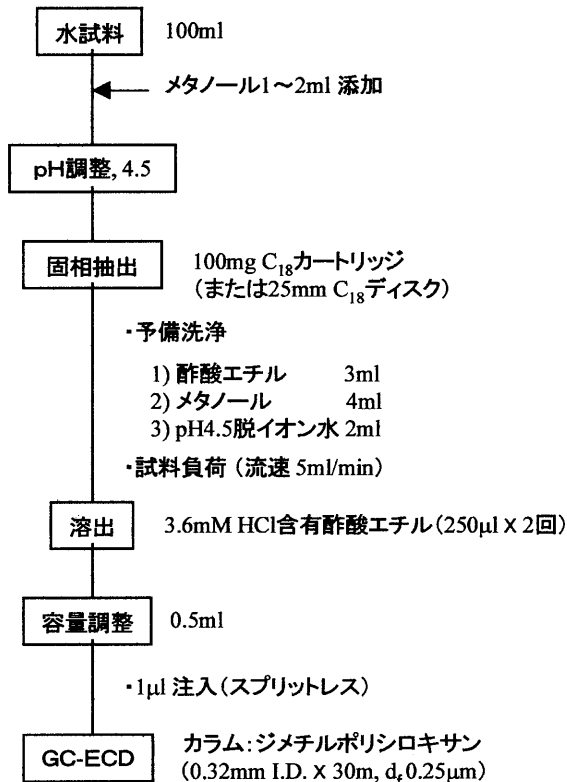 水試料 100ml
メタノール1～2ml 添加
pH調整, 4.5
固相抽出 100mg C18カートリッジ
(または25mm C18ディスク)
・予備洗浄
1) 酢酸エチル 3ml
2) メタノール 4ml
3) pH4.5脱イオン水 2ml
・試料負荷 (流速 5ml/min)
溶出 3.6mM HCl含有酢酸エチル(250μl X 2回)
容量調整 0.5ml
・1μl 注入(スプリットレス)
GC-ECD カラム:ジメチルポリシロキサン
(0.32mm I.D. X 30m, df 0.25μm)